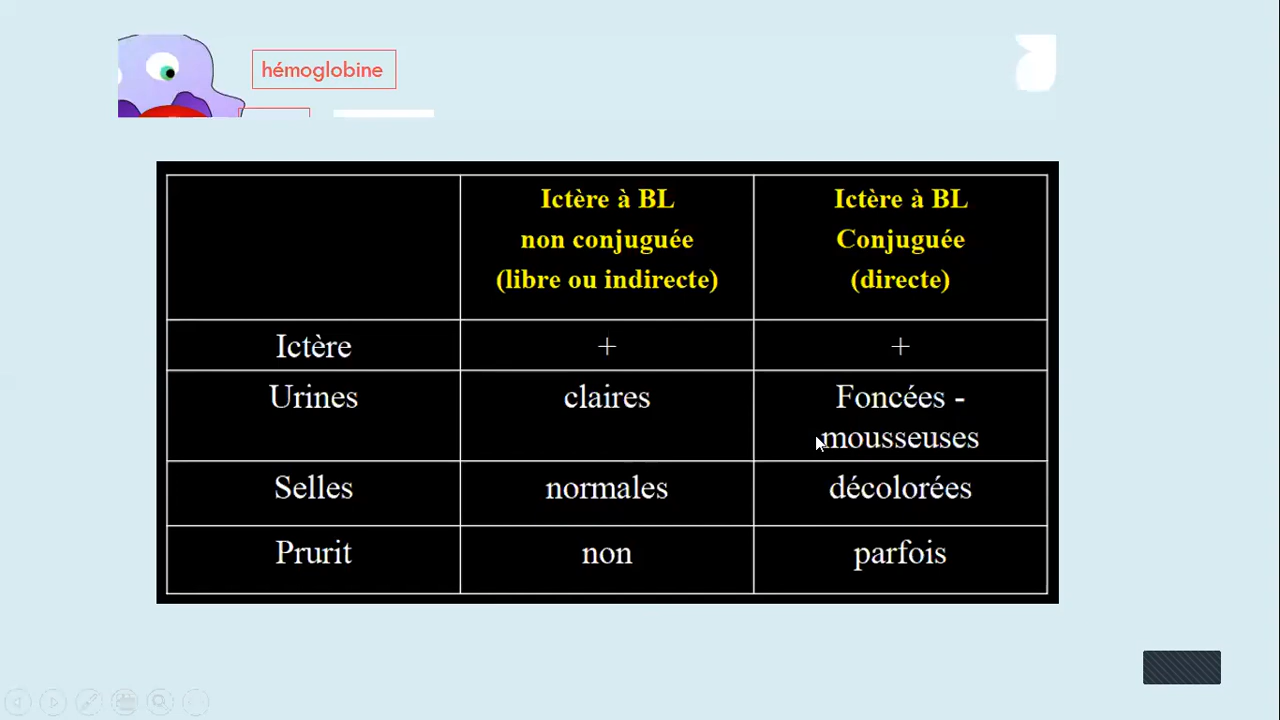 hémoglobine
Ictère à BL
non conjuguée
(libre ou indirecte)
Ictère à BL
Conjuguée
(directe)
Ictère
+
+
Urines
claires
Foncées -
mousseuses
Selles
normales
décolorées
Prurit
non
parfois